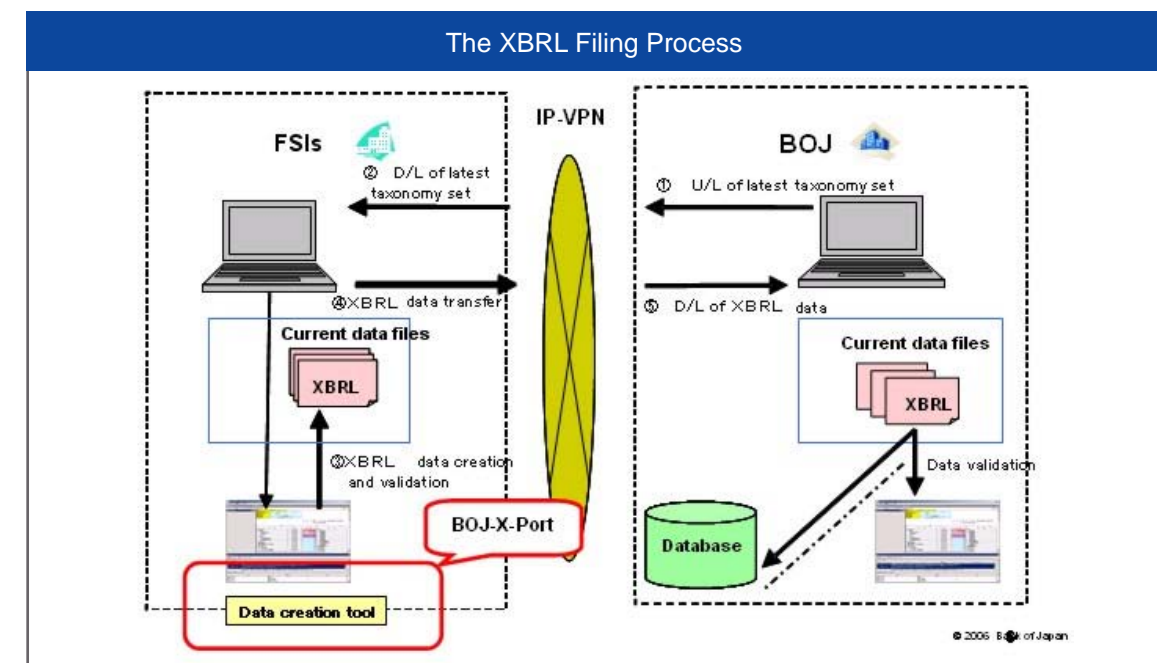 The XBRL Filing Process
FSIs
IP-VPN
BOJ
② D/L of latest
taxonomy set
① U/L of latest taxonomy set
④XBRL data transfer
⑤ D/L of XBRL data
Current data files
XBRL
Current data files
XBRL
③XBRL data creation
and validation
Data validation
BOJ-X-Port
Database
Data creation tool
© 2006 Bank of Japan